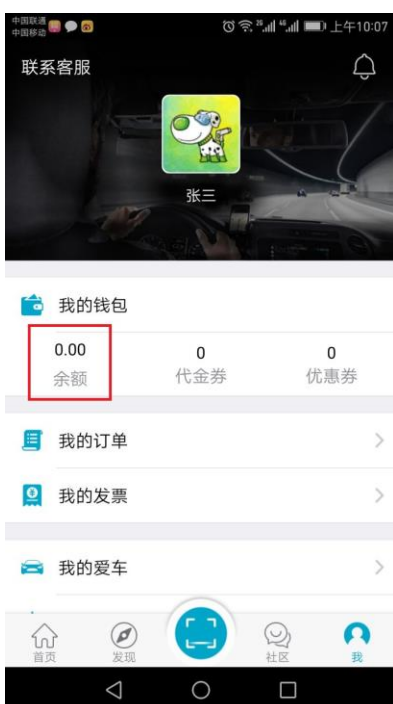 中国联通
中国移动
2G 4G 上午10:07
联系客服
张三
我的钱包
0.00 0 0
余额 代金券 优惠券
我的订单
我的发票
我的爱车
首页 发现 社区 我